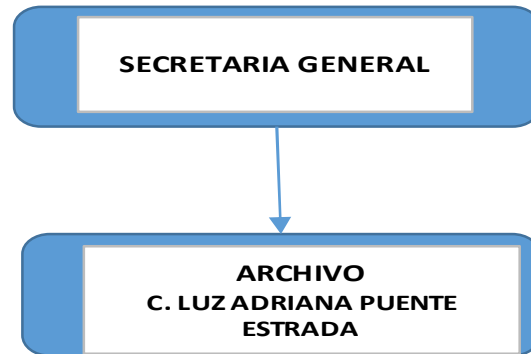 SECRETARIA GENERAL
ARCHIVO
C. LUZ ADRIANA PUENTE
ESTRADA